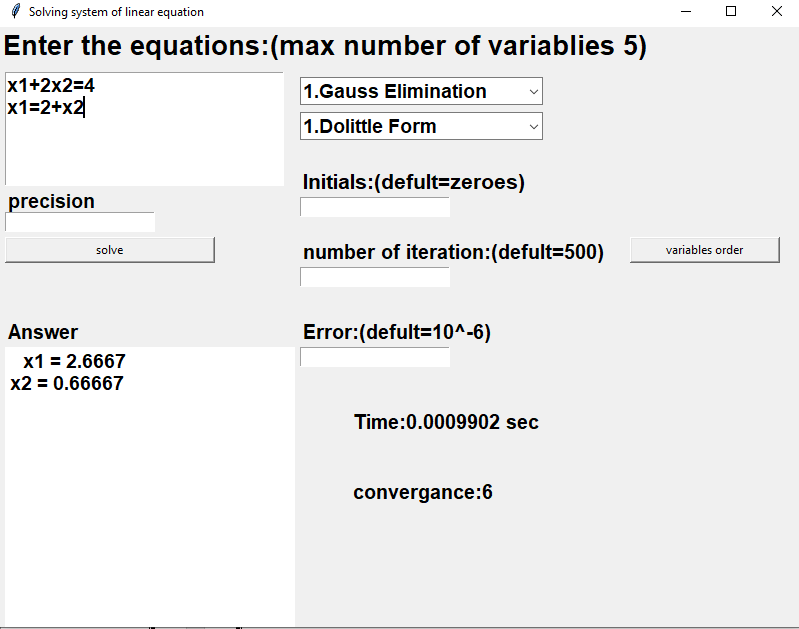 Solving system of linear equation
Enter the equations:(max number of variablies 5)
x1+2x2=4
x1=2+x2
1.Gauss Elimination
1.Dolittle Form
precision
Initials:(defult=zeroes)
solve
number of iteration:(defult=500)
variables order
Answer
Error:(defult=10^-6)
x1 = 2.6667
x2 = 0.66667
Time:0.0009902 sec
convergance:6